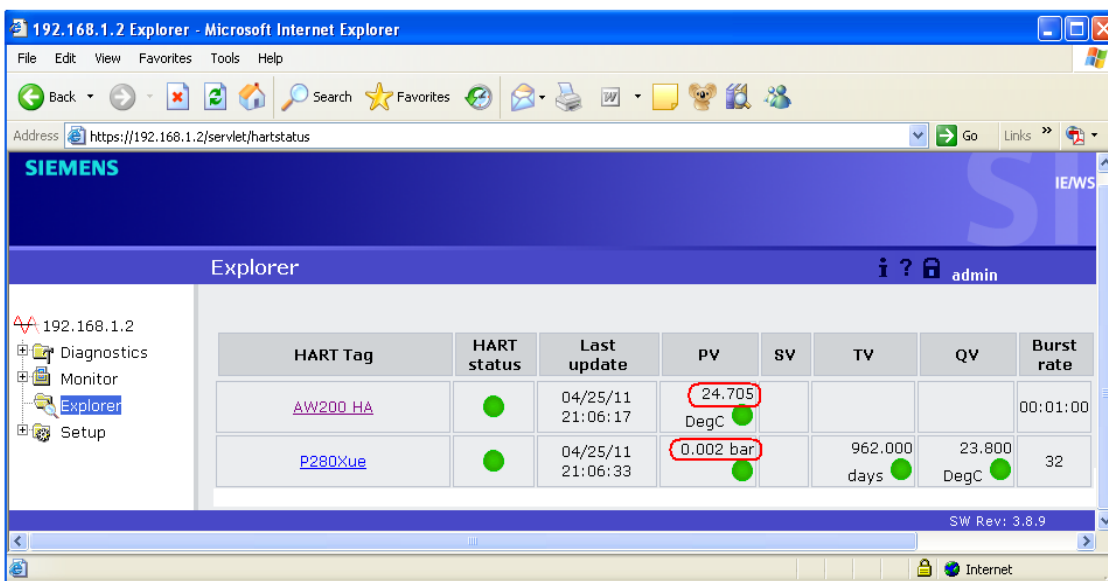 192.168.1.2 Explorer - Microsoft Internet Explorer
File Edit View Favorites Tools Help
Back Search Favorites
Address https://192.168.1.2/servlet/hartstatus Go Links »
SIEMENS
SI
IE/WS
Explorer i ? admin
192.168.1.2
Diagnostics
Monitor
Explorer
Setup
HART Tag HART status Last update PV SV TV QV Burst rate
AW200 HA 04/25/11 21:06:17 24.705 DegC 00:01:00
P280Xue 04/25/11 21:06:33 0.002 bar 962.000 days 23.800 DegC 32
SW Rev: 3.8.9
Internet